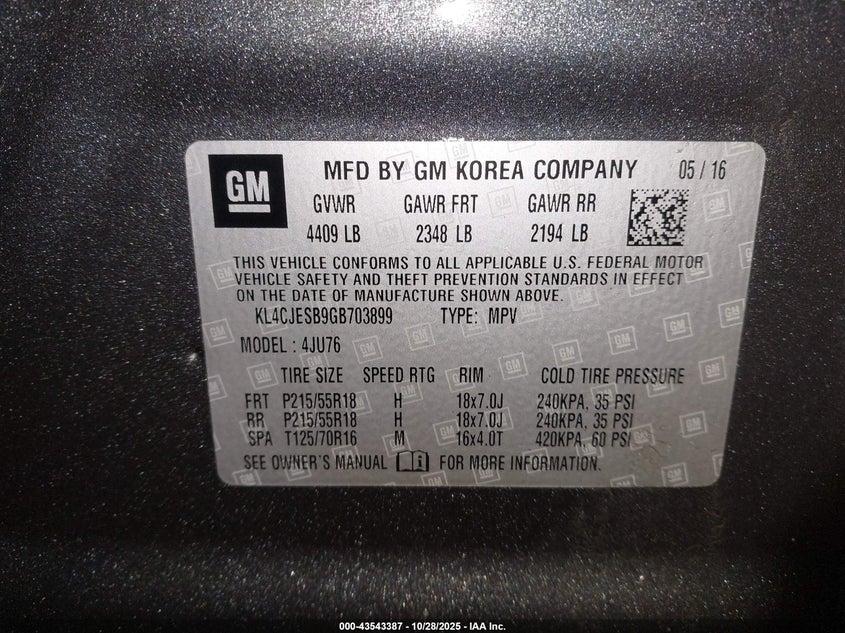 GM
MFD BY GM KOREA COMPANY 05 / 16
GVWR GAWR FRT GAWR RR
4409 LB 2348 LB 2194 LB
THIS VEHICLE CONFORMS TO ALL APPLICABLE U.S. FEDERAL MOTOR
VEHICLE SAFETY AND THEFT PREVENTION STANDARDS IN EFFECT
ON THE DATE OF MANUFACTURE SHOWN ABOVE.
KL4CJESB9GB703899 TYPE: MPV
MODEL : 4JU76
TIRE SIZE SPEED RTG RIM COLD TIRE PRESSURE
FRT P215/55R18 H 18x7.0J 240KPA, 35 PSI
RR P215/55R18 H 18x7.0J 240KPA, 35 PSI
SPA T125/70R16 M 16x4.0T 420KPA, 60 PSI
SEE OWNER'S MANUAL FOR MORE INFORMATION.
000-43543387 - 10/28/2025 - IAA Inc.